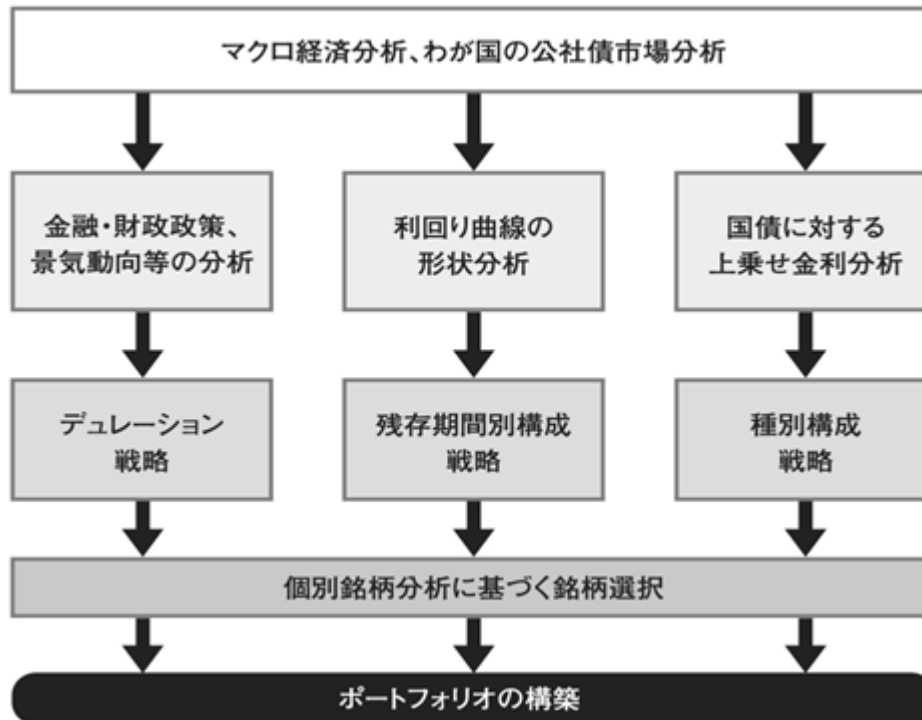 マクロ経済分析、わが国の公社債市場分析
金融・財政政策、
景気動向等の分析
利回り曲線の
形状分析
国債に対する
上乗せ金利分析
デュレーション
戦略
残存期間別構成
戦略
種別構成
戦略
個別銘柄分析に基づく銘柄選択
ポートフォリオの構築